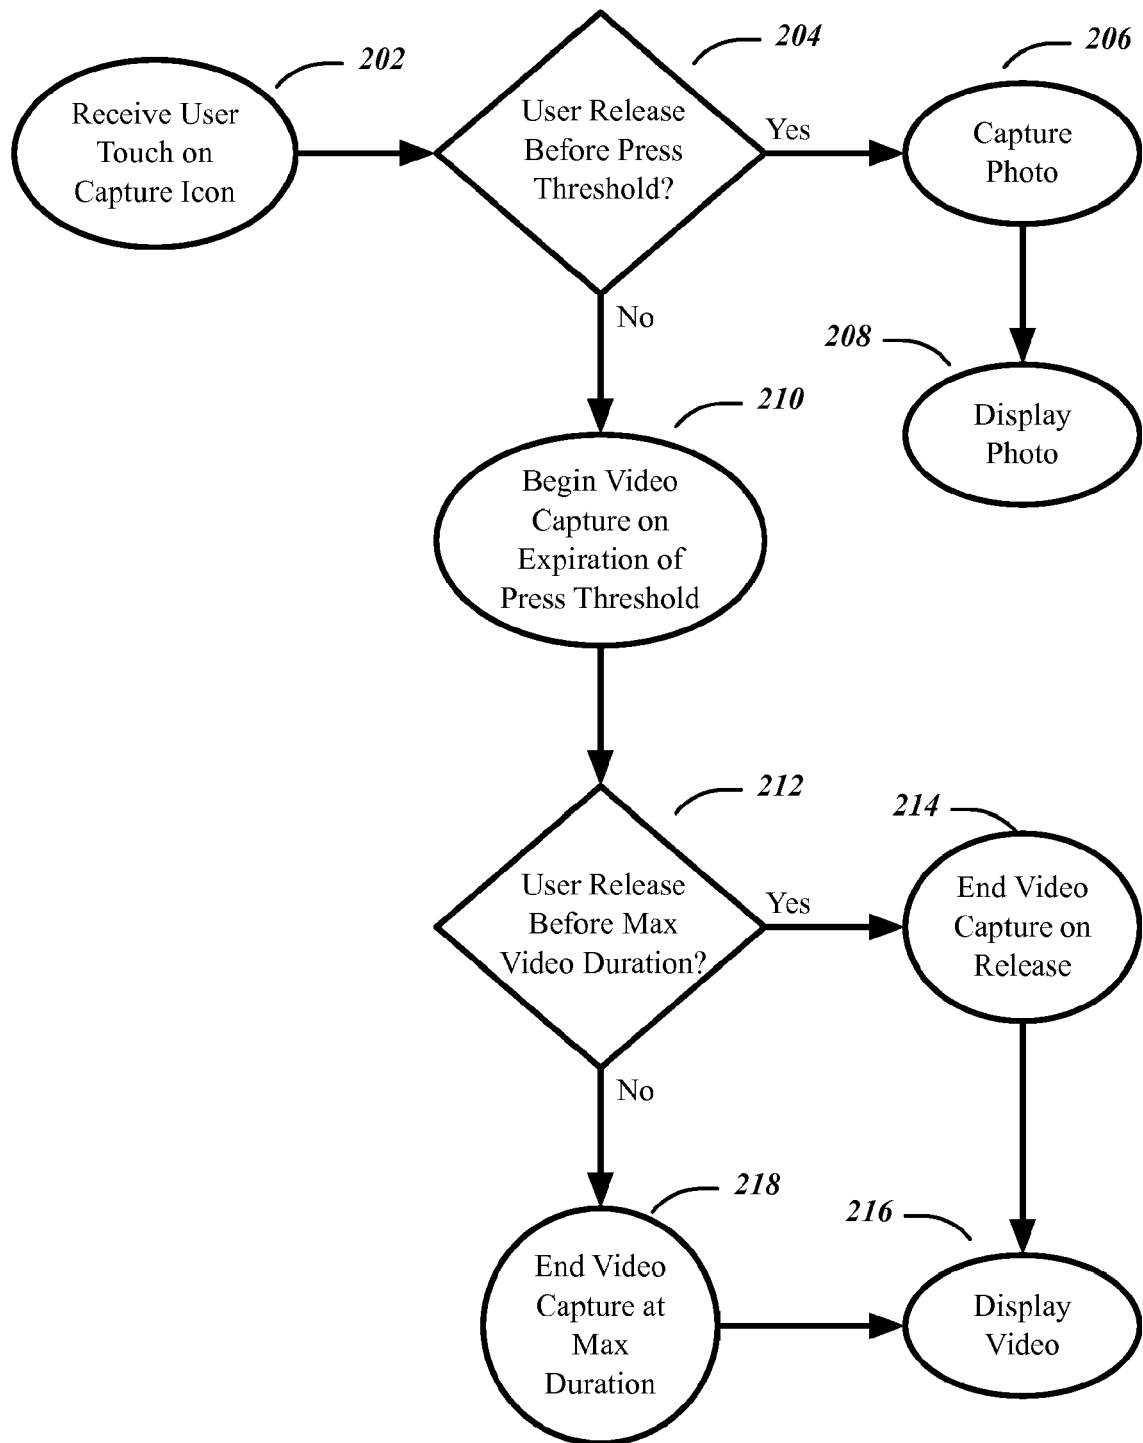 202
Receive User
Touch on
Capture Icon
204
User Release
Before Press
Threshold?
Yes
206
Capture
Photo
No
208
Display
Photo
210
Begin Video
Capture on
Expiration of
Press Threshold
212
User Release
Before Max
Video Duration?
Yes
214
End Video
Capture on
Release
No
218
End Video
Capture at
Max
Duration
216
Display
Video